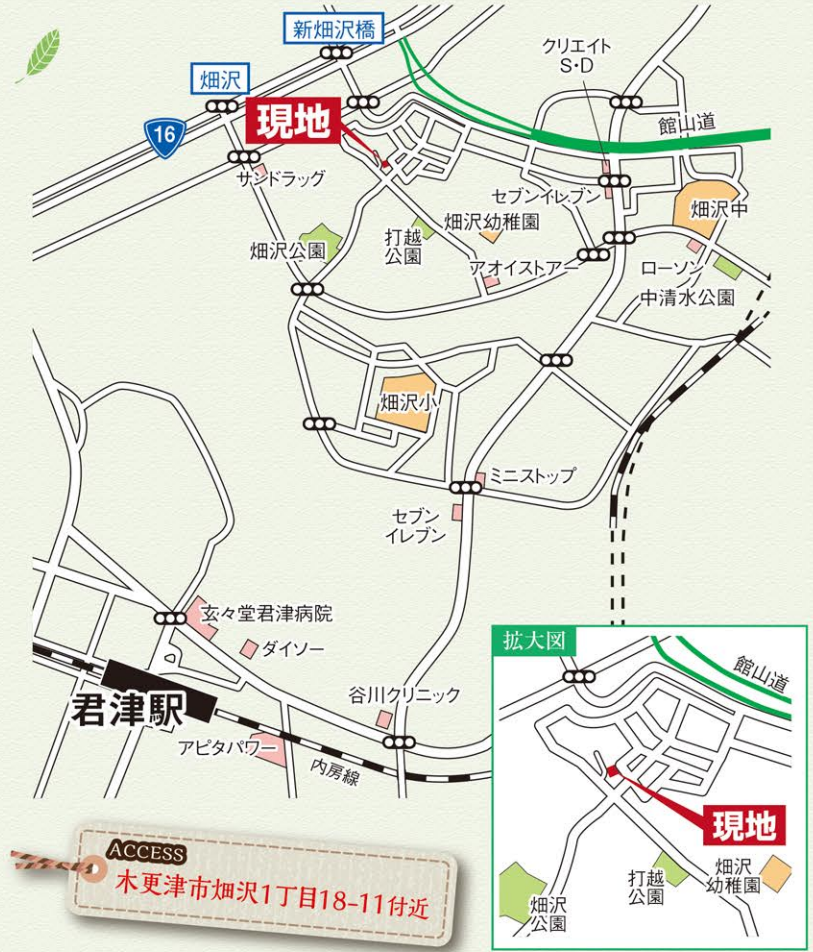 新畑沢橋
畑沢
16
現地
クリエイト
S・D
館山道
サンドラッグ
セブンイレブン
畑沢幼稚園
畑沢中
畑沢公園
打越
公園
アオイストアー
ローソン
中清水公園
畑沢小
ミニストップ
セブン
イレブン
玄々堂君津病院
ダイソー
君津駅
谷川クリニック
アピタパワー
内房線
拡大図
館山道
現地
畑沢
公園
打越
公園
畑沢
幼稚園
ACCESS
木更津市畑沢1丁目18-11付近